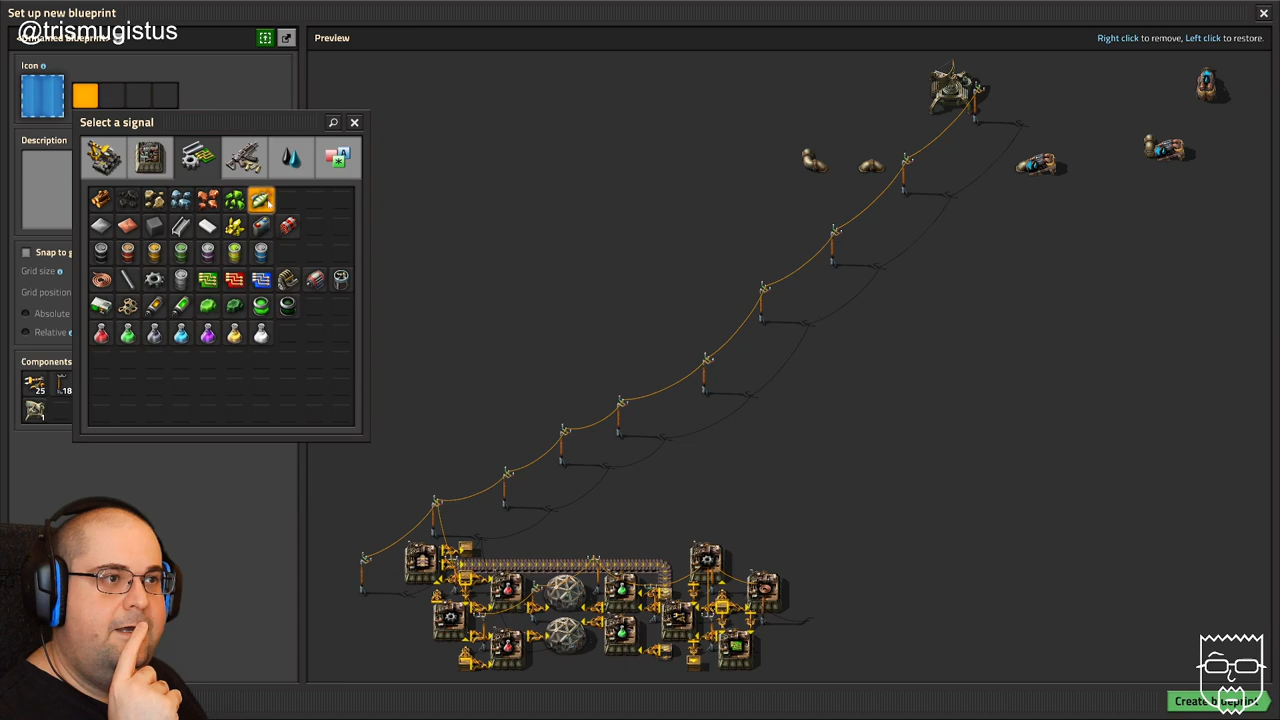 Set up new blueprint
@trismugistus
Preview
Right click to remove, Left click to restore.
Icon
Select a signal
Description
Snap to g
Grid size
Grid position
Absolute
Relative
Components
25
18
1
Create blueprint